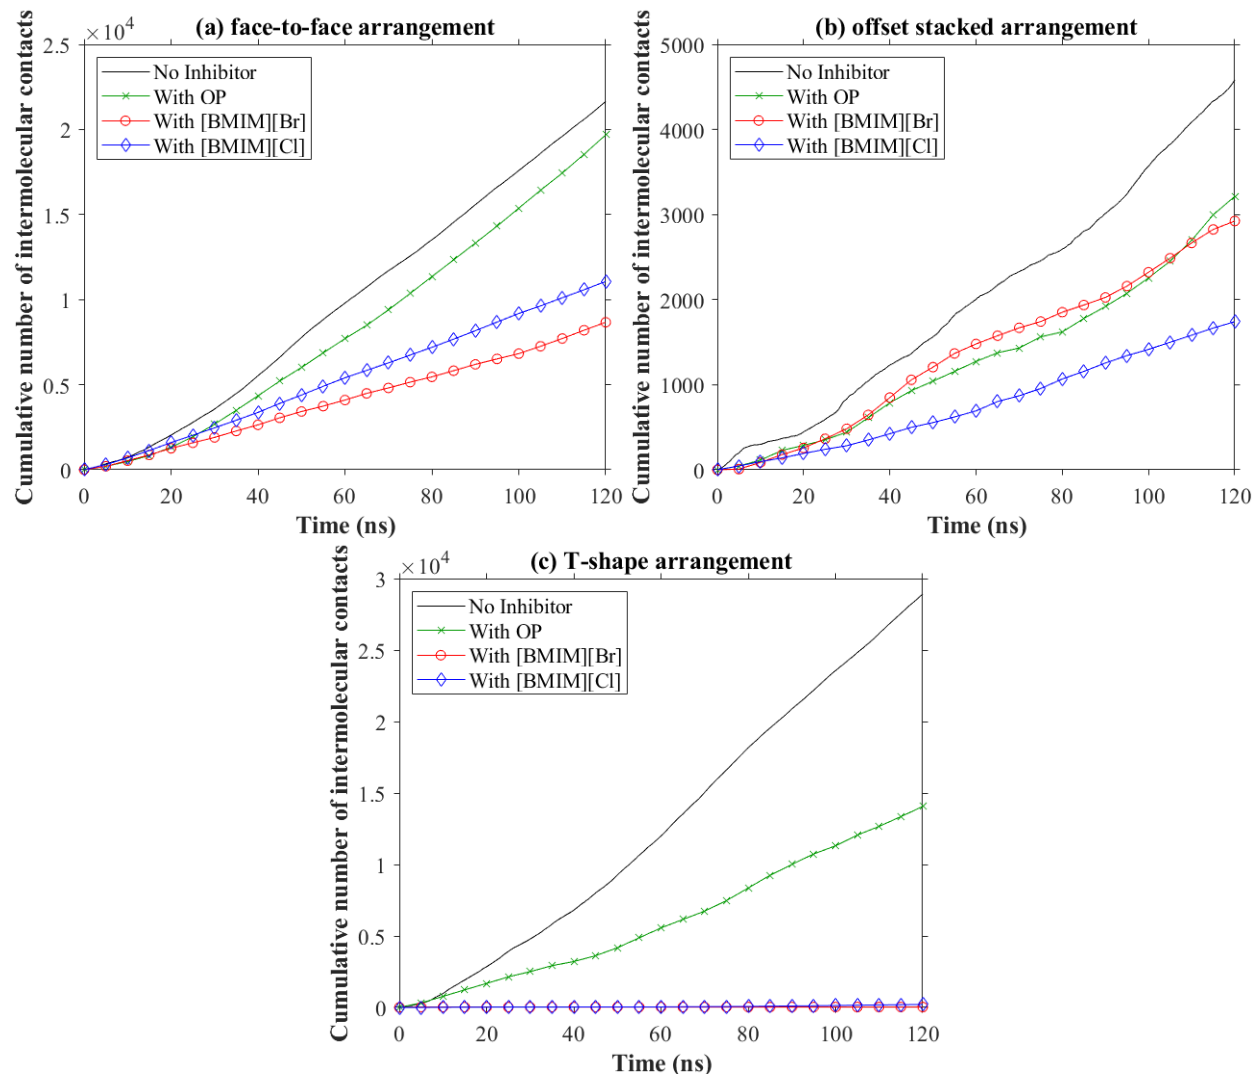 (a) face-to-face arrangement
×10⁴
Cumulative number of intermolecular contacts
2.5
2
1.5
1
0.5
0
No Inhibitor
With OP
With [BMIM][Br]
With [BMIM][Cl]
0 20 40 60 80 100 120
Time (ns)
(b) offset stacked arrangement
Cumulative number of intermolecular contacts
5000
4000
3000
2000
1000
0
No Inhibitor
With OP
With [BMIM][Br]
With [BMIM][Cl]
0 20 40 60 80 100 120
Time (ns)
(c) T-shape arrangement
×10⁴
Cumulative number of intermolecular contacts
3
2.5
2
1.5
1
0.5
0
No Inhibitor
With OP
With [BMIM][Br]
With [BMIM][Cl]
0 20 40 60 80 100 120
Time (ns)